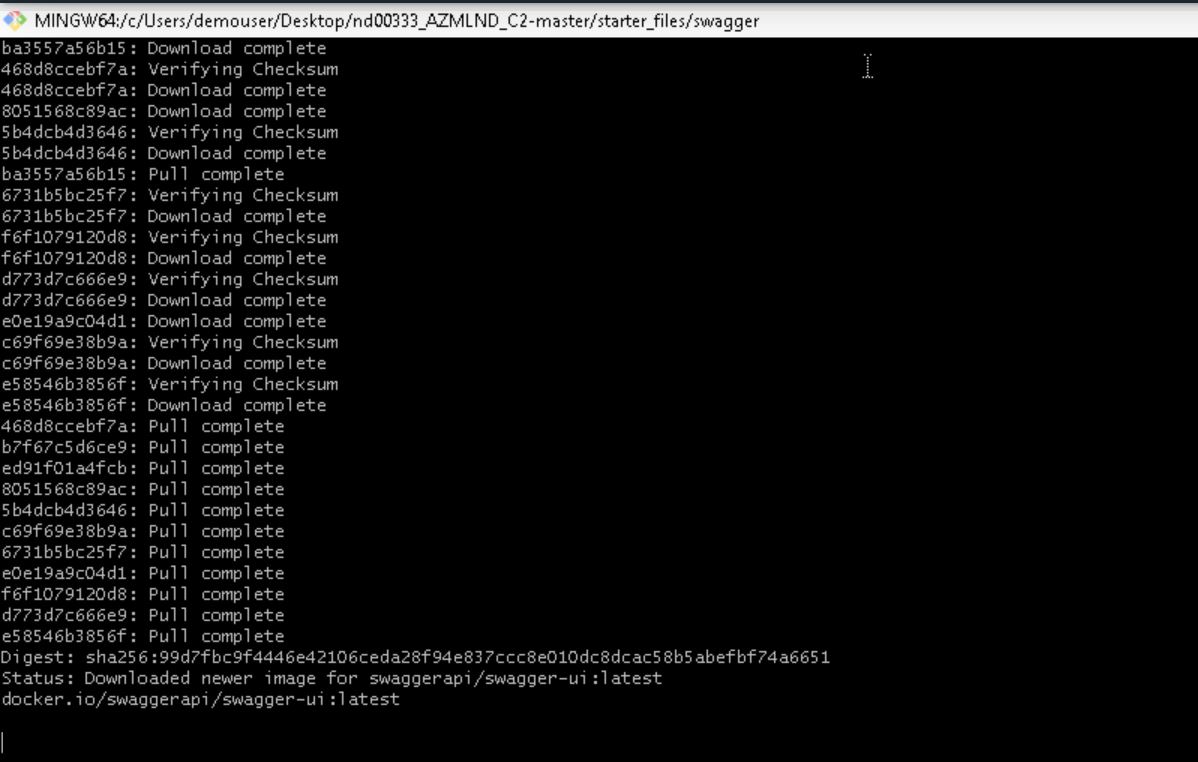 MINGW64:/c/Users/demouser/Desktop/nd00333_AZMLND_C2-master/starter_files/swagger
ba3557a56b15: Download complete
468d8ccebf7a: Verifying Checksum
468d8ccebf7a: Download complete
8051568c89ac: Download complete
5b4dcb4d3646: Verifying Checksum
5b4dcb4d3646: Download complete
ba3557a56b15: Pull complete
6731b5bc25f7: Verifying Checksum
6731b5bc25f7: Download complete
f6f1079120d8: Verifying Checksum
f6f1079120d8: Download complete
d773d7c666e9: Verifying Checksum
d773d7c666e9: Download complete
e0e19a9c04d1: Download complete
c69f69e38b9a: Verifying Checksum
c69f69e38b9a: Download complete
e58546b3856f: Verifying Checksum
e58546b3856f: Download complete
468d8ccebf7a: Pull complete
b7f67c5d6ce9: Pull complete
ed91f01a4fcb: Pull complete
8051568c89ac: Pull complete
5b4dcb4d3646: Pull complete
c69f69e38b9a: Pull complete
6731b5bc25f7: Pull complete
e0e19a9c04d1: Pull complete
f6f1079120d8: Pull complete
d773d7c666e9: Pull complete
e58546b3856f: Pull complete
Digest: sha256:99d7fbc9f4446e42106ceda28f94e837ccc8e010dc8dcac58b5abefbf74a6651
Status: Downloaded newer image for swaggerapi/swagger-ui:latest
docker.io/swaggerapi/swagger-ui:latest